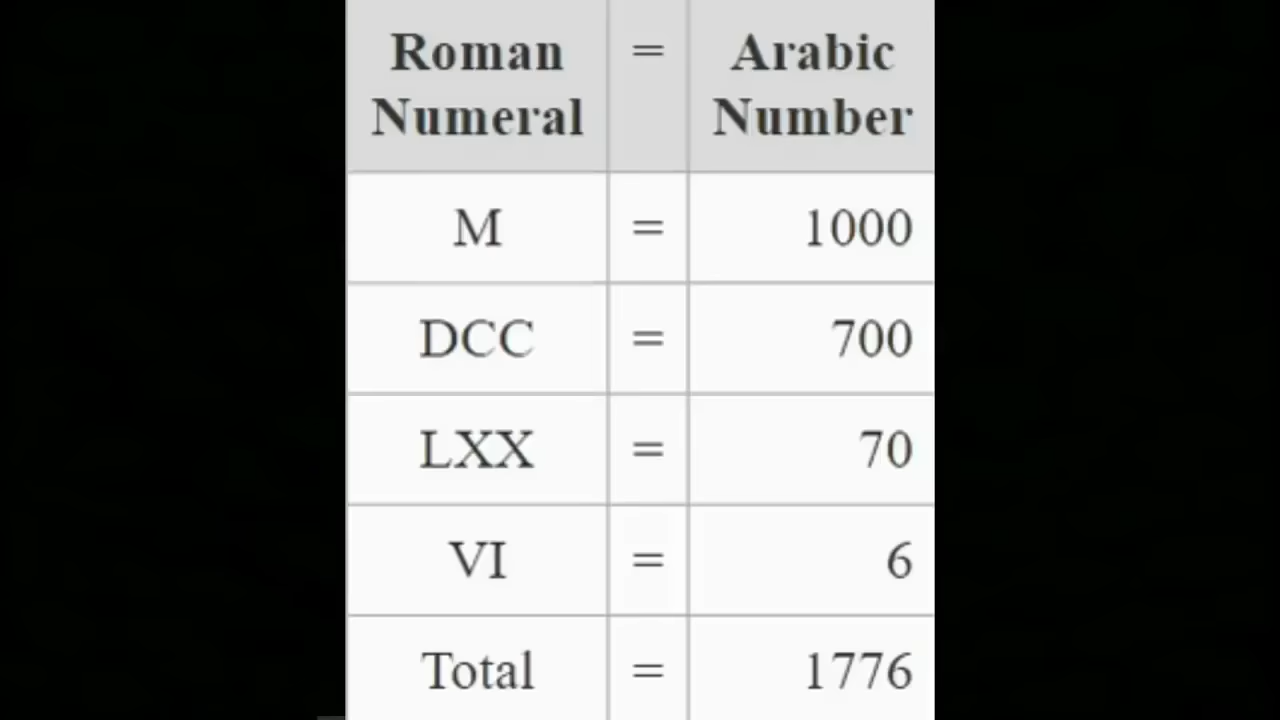 Roman Numeral = Arabic Number
M = 1000
DCC = 700
LXX = 70
VI = 6
Total = 1776